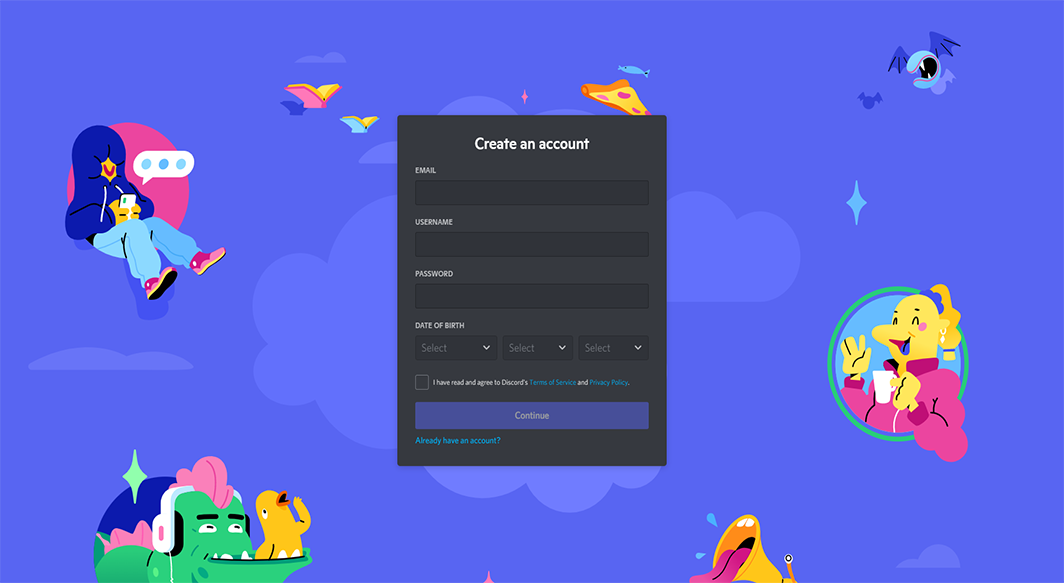 Create an account
EMAIL
USERNAME
PASSWORD
DATE OF BIRTH
Select Select Select
I have read and agree to Discord's Terms of Service and Privacy Policy.
Continue
Already have an account?